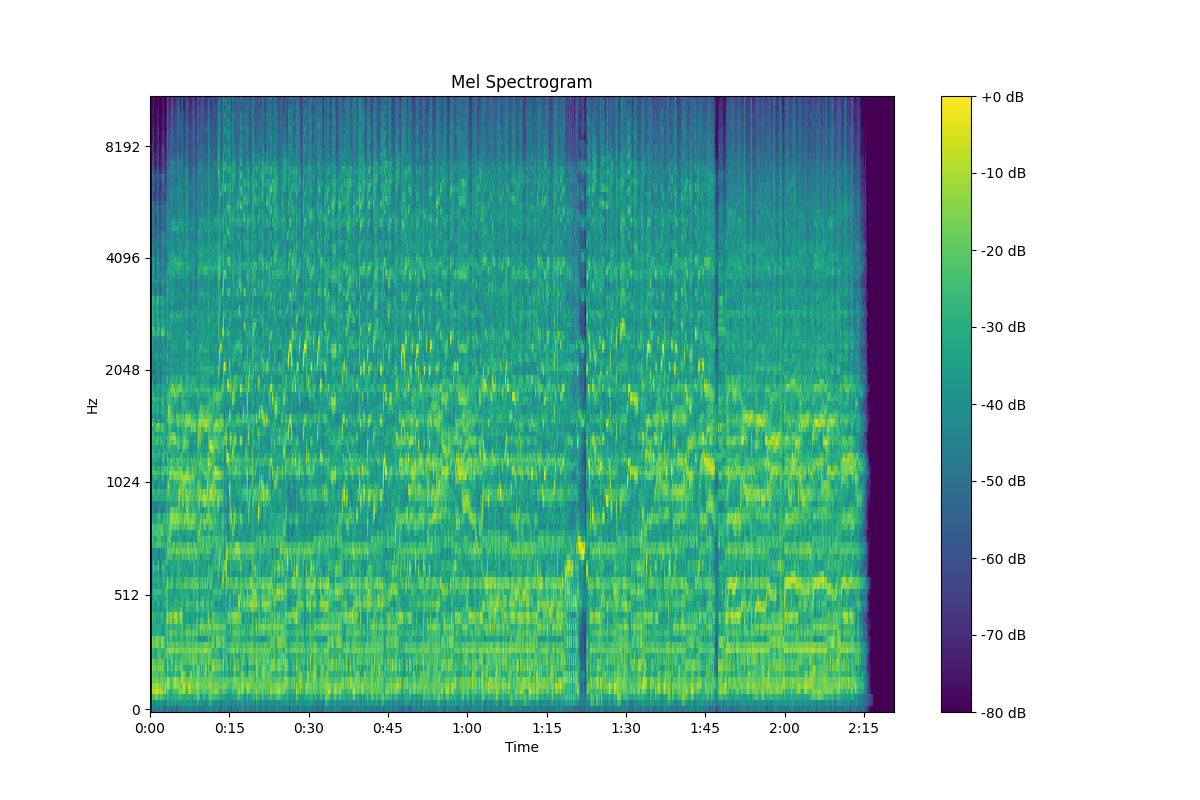 Mel Spectrogram
Hz
8192
4096
2048
1024
512
0
0:00 0:15 0:30 0:45 1:00 1:15 1:30 1:45 2:00 2:15
Time
+0 dB
-10 dB
-20 dB
-30 dB
-40 dB
-50 dB
-60 dB
-70 dB
-80 dB